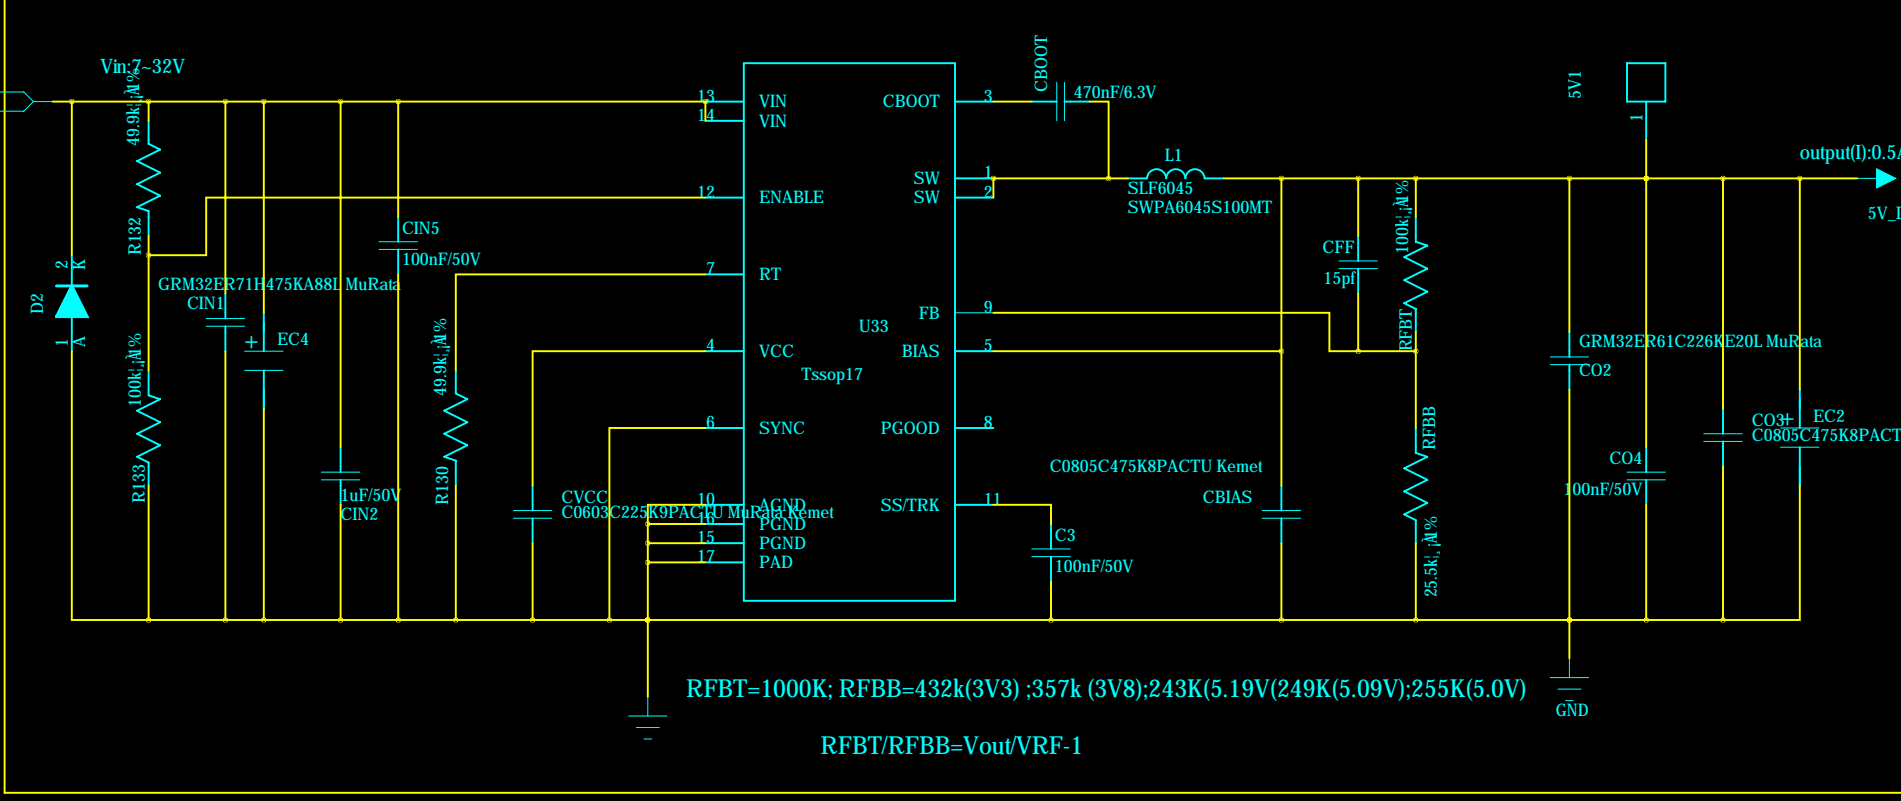 Vin:7~32V
49.9k
R132
2
K
D2
1
A
GRM32ER71H475KA88L MuRata
CIN1
+
EC4
100k
R133
1uF/50V
CIN2
CIN5
100nF/50V
49.9k
R130
CVCC
C0603C225K9PACTU MuRata Kemet
13
VIN
14
VIN
12
ENABLE
7
RT
4
VCC
6
SYNC
10
AGND
16
PGND
15
PGND
17
PAD
U33
Tssop17
CBOOT
3
SW
1
SW
2
FB
9
BIAS
5
PGOOD
8
SS/TRK
11
CBOOT
470nF/6.3V
L1
SLF6045
SWPA6045S100MT
C3
100nF/50V
C0805C475K8PACTU Kemet
CBIAS
CFF
15pf
100k
RFBT
RFBB
25.5k
5V1
1
output(I):0.5A
GRM32ER61C226KE20L MuRata
CO2
CO4
100nF/50V
CO3
+
EC2
C0805C475K8PACT
GND
RFBT=1000K; RFBB=432k(3V3) ;357k (3V8);243K(5.19V(249K(5.09V);255K(5.0V)
RFBT/RFBB=Vout/VRF-1